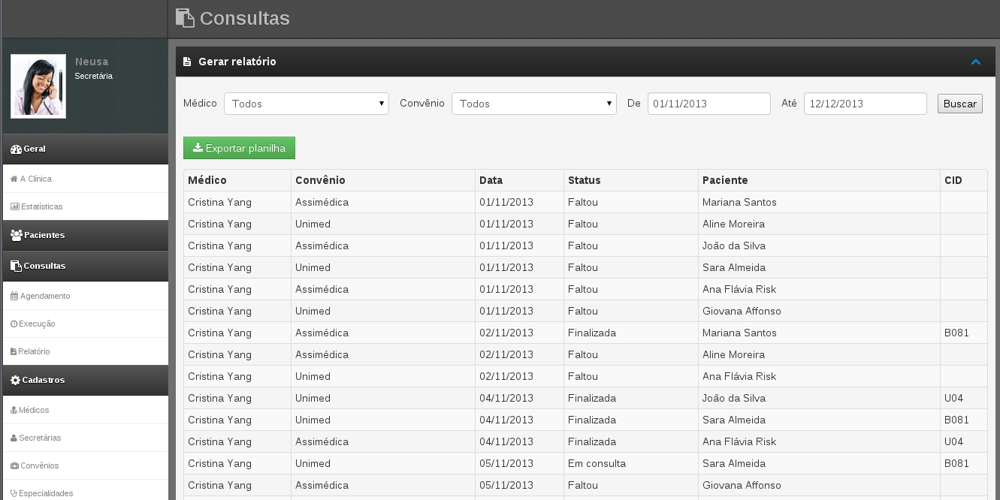 Consultas
Neusa
Secretária
Geral
A Clínica
Estatísticas
Pacientes
Consultas
Agendamento
Execução
Relatório
Cadastros
Médicos
Secretárias
Convênios
Especialidades
Gerar relatório
Médico Todos Convênio Todos De 01/11/2013 Até 12/12/2013 Buscar
Exportar planilha
Médico Convênio Data Status Paciente CID
Cristina Yang Assimédica 01/11/2013 Faltou Mariana Santos
Cristina Yang Unimed 01/11/2013 Faltou Aline Moreira
Cristina Yang Assimédica 01/11/2013 Faltou João da Silva
Cristina Yang Unimed 01/11/2013 Faltou Sara Almeida
Cristina Yang Assimédica 01/11/2013 Faltou Ana Flávia Risk
Cristina Yang Unimed 01/11/2013 Faltou Giovana Affonso
Cristina Yang Assimédica 02/11/2013 Finalizada Mariana Santos B081
Cristina Yang Assimédica 02/11/2013 Faltou Aline Moreira
Cristina Yang Unimed 02/11/2013 Faltou Ana Flávia Risk
Cristina Yang Unimed 04/11/2013 Finalizada João da Silva U04
Cristina Yang Unimed 04/11/2013 Finalizada Sara Almeida B081
Cristina Yang Assimédica 04/11/2013 Finalizada Ana Flávia Risk U04
Cristina Yang Unimed 05/11/2013 Em consulta Sara Almeida B081
Cristina Yang Assimédica 05/11/2013 Faltou Giovana Affonso